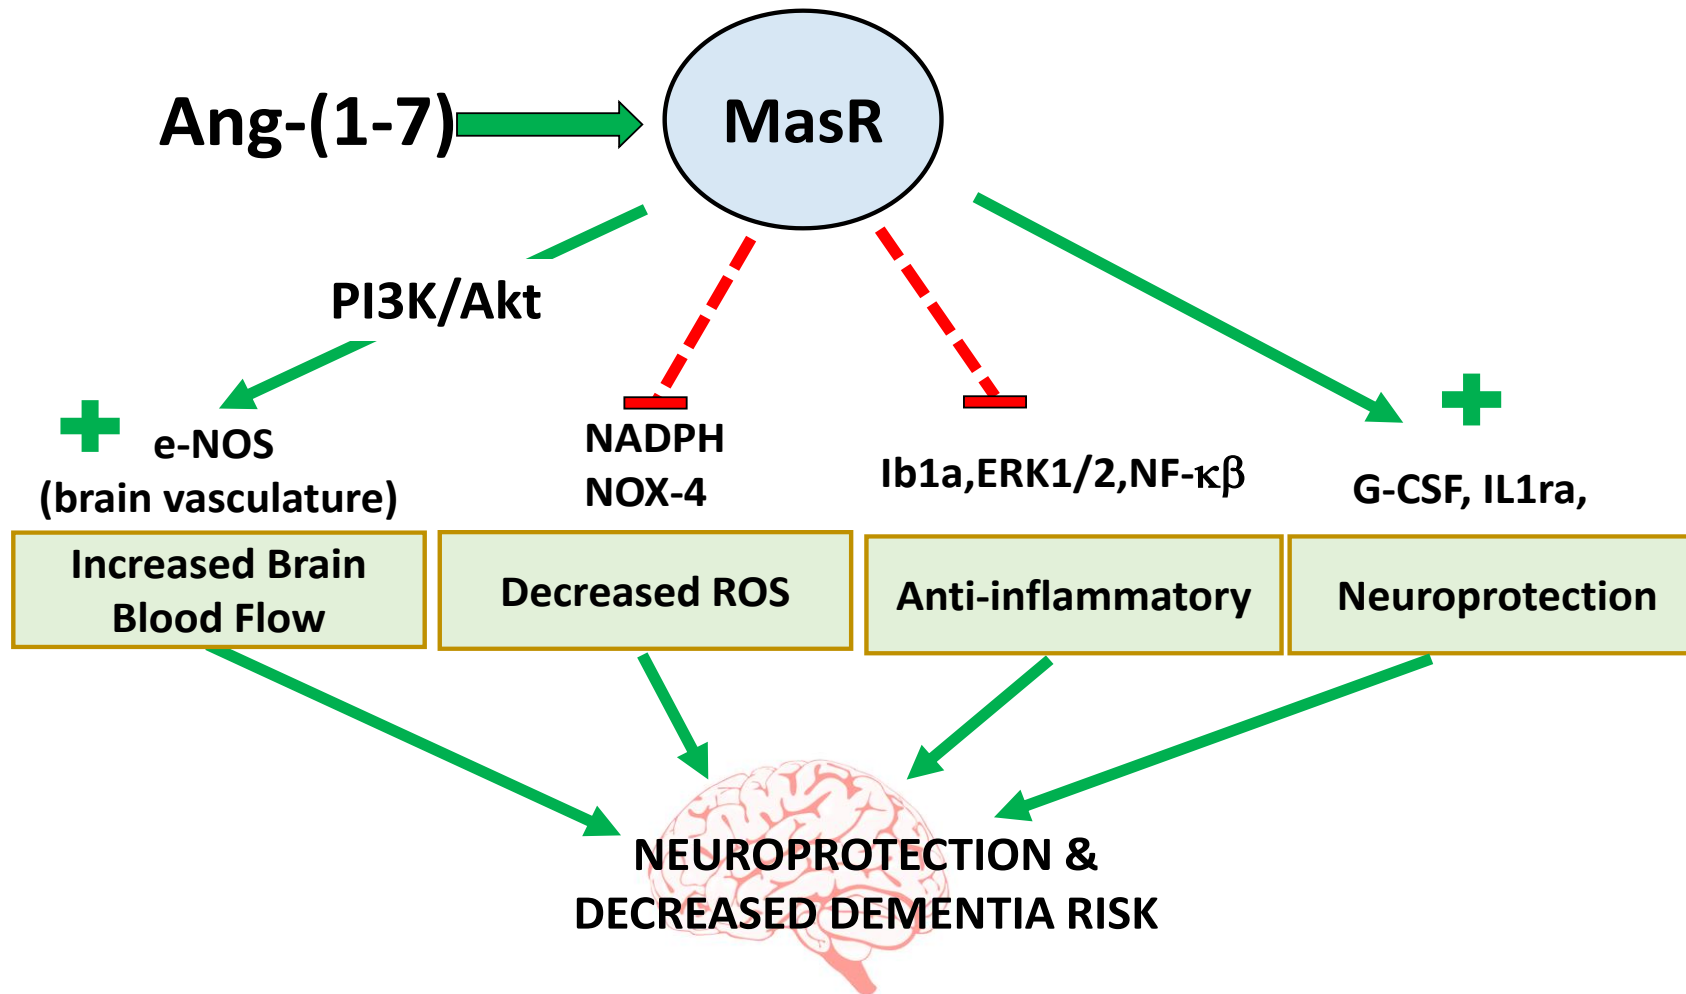 Ang-(1-7)
MasR
PI3K/Akt
e-NOS
(brain vasculature)
NADPH
NOX-4
Ib1a,ERK1/2,NF-κβ
G-CSF, IL1ra,
Increased Brain
Blood Flow
Decreased ROS
Anti-inflammatory
Neuroprotection
NEUROPROTECTION &
DECREASED DEMENTIA RISK